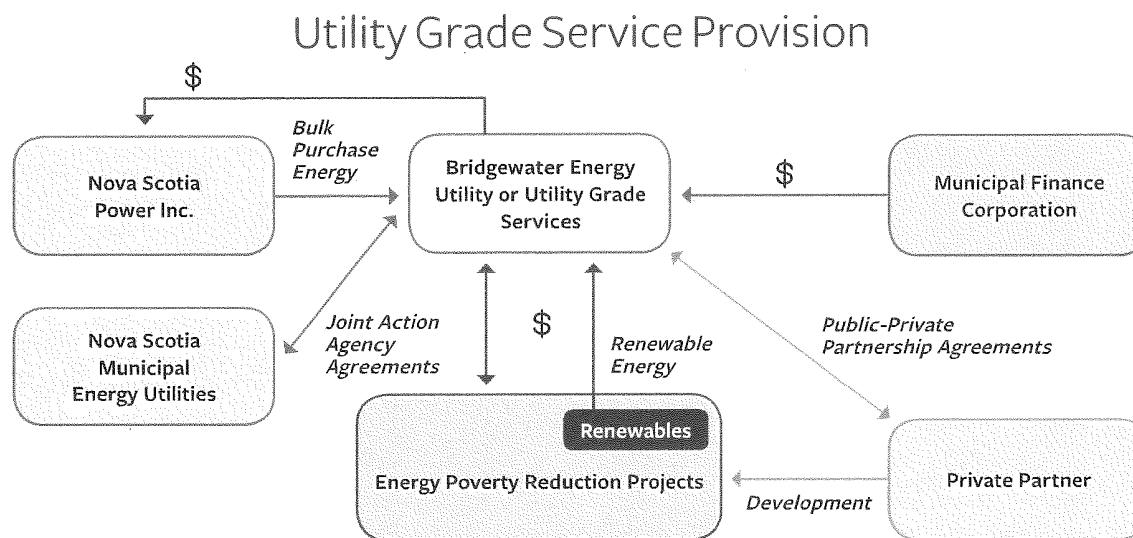 Utility Grade Service Provision
$
Bulk
Purchase
Energy
Nova Scotia
Power Inc.
Bridgewater Energy
Utility or Utility Grade
Services
$
Municipal Finance
Corporation
Nova Scotia
Municipal
Energy Utilities
Joint Action
Agency
Agreements
$
Renewable
Energy
Public-Private
Partnership Agreements
Renewables
Energy Poverty Reduction Projects
Development
Private Partner